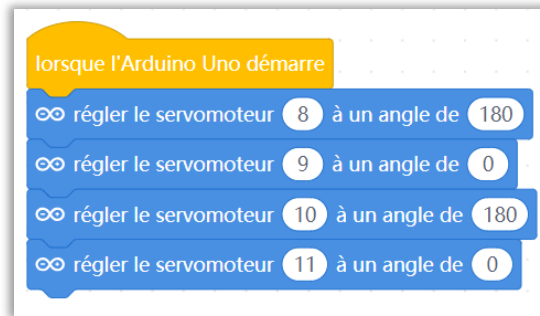 lorsque l'Arduino Uno démarre
régler le servomoteur 8 à un angle de 180
régler le servomoteur 9 à un angle de 0
régler le servomoteur 10 à un angle de 180
régler le servomoteur 11 à un angle de 0